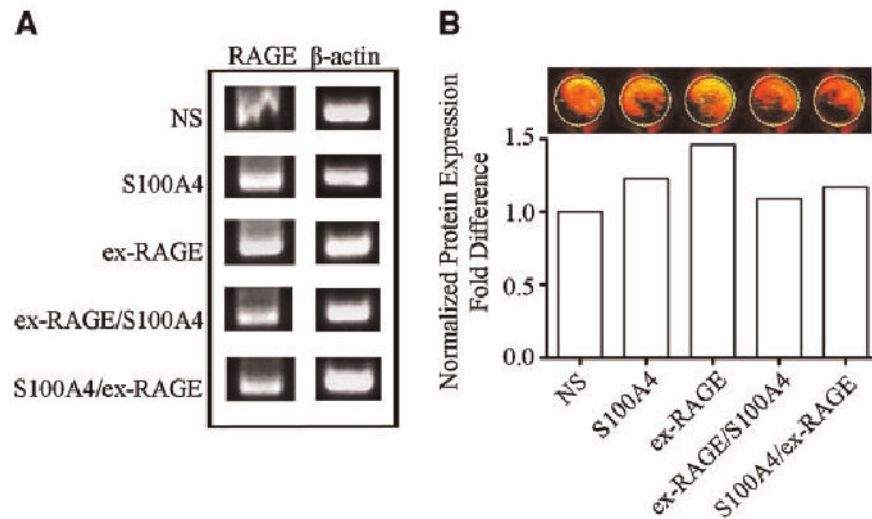 A
RAGE β-actin
NS
S100A4
ex-RAGE
ex-RAGE/S100A4
S100A4/ex-RAGE
B
Normalized Protein Expression
Fold Difference
1.5
1.0
0.5
0.0
NS
S100A4
ex-RAGE
ex-RAGE/S100A4
S100A4/ex-RAGE